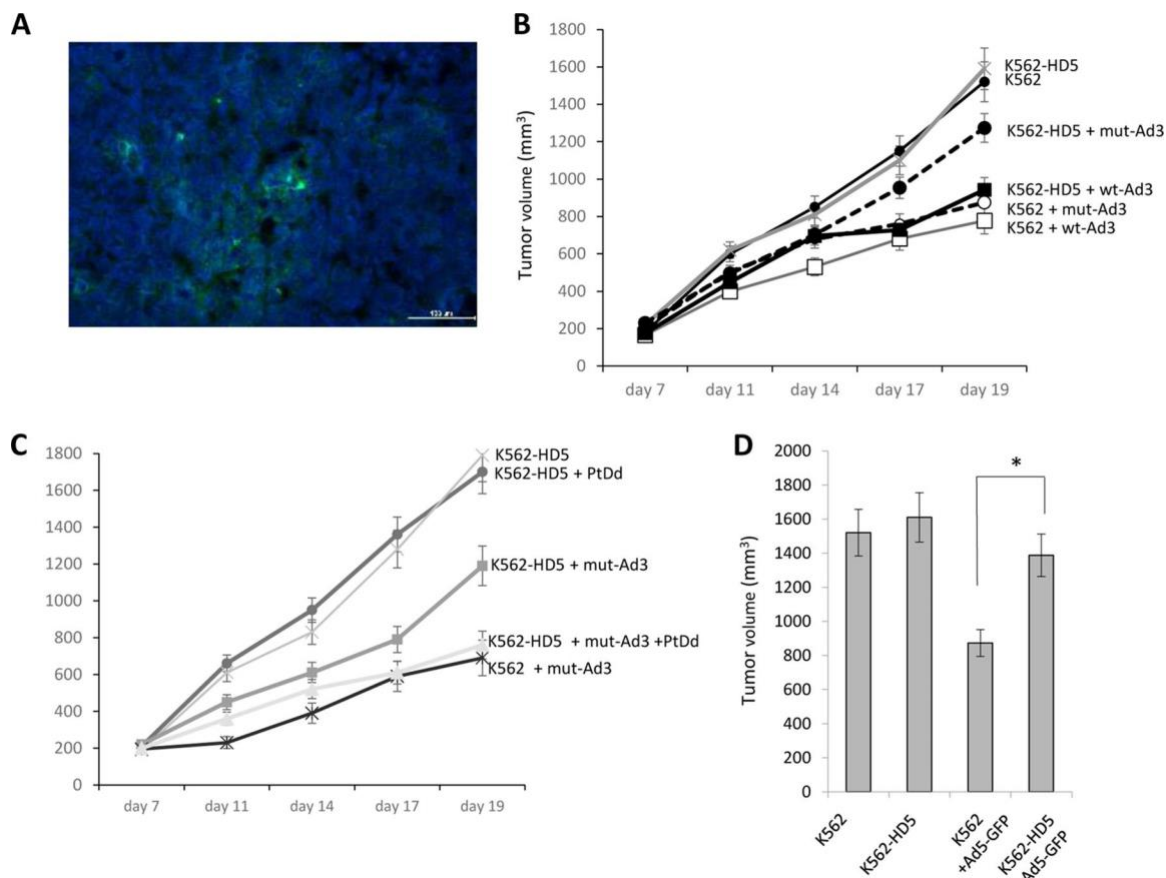 A
B
Tumor volume (mm³)
1800
1600
1400
1200
1000
800
600
400
200
0
day 7
day 11
day 14
day 17
day 19
K562-HD5
K562
K562-HD5 + mut-Ad3
K562-HD5 + wt-Ad3
K562 + mut-Ad3
K562 + wt-Ad3
C
1800
1600
1400
1200
1000
800
600
400
200
0
day 7
day 11
day 14
day 17
day 19
K562-HD5
K562-HD5 + PtDd
K562-HD5 + mut-Ad3
K562-HD5 + mut-Ad3 +PtDd
K562 + mut-Ad3
D
Tumor volume (mm³)
2000
1800
1600
1400
1200
1000
800
600
400
200
0
*
K562
K562-HD5
K562
+Ad5-GFP
K562-HD5
Ad5-GFP